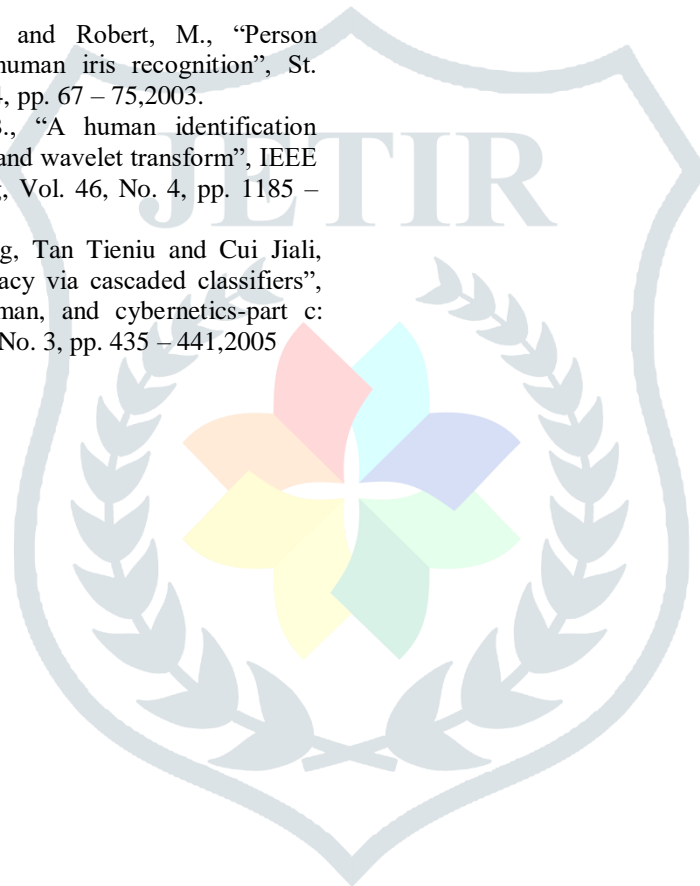 and Robert, M., “Person
human iris recognition”, St.
, pp. 67 – 75,2003.
., “A human identification
and wavelet transform”, IEEE
, Vol. 46, No. 4, pp. 1185 –
g, Tan Tieniu and Cui Jiali,
acy via cascaded classifiers”,
man, and cybernetics-part c:
No. 3, pp. 435 – 441,2005
JETIR